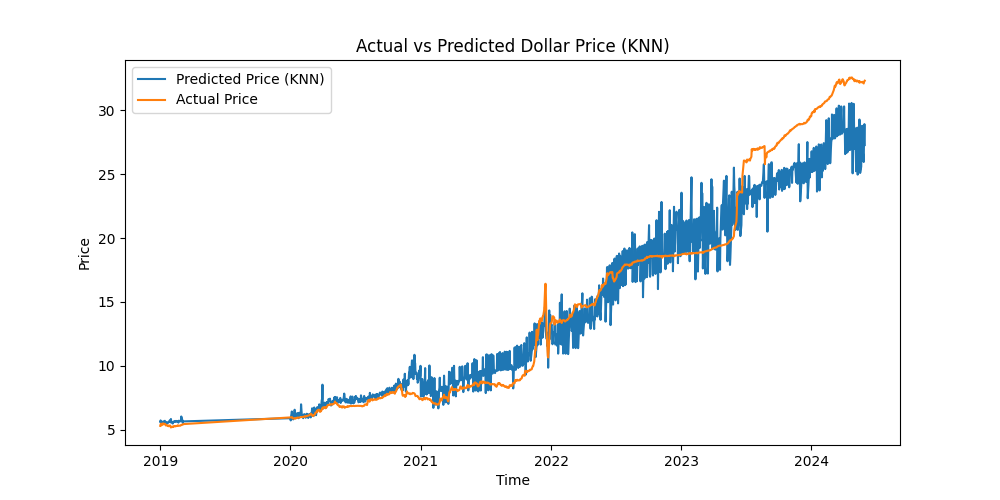 Actual vs Predicted Dollar Price (KNN)
Predicted Price (KNN)
Actual Price
Price
30
25
20
15
10
5
2019 2020 2021 2022 2023 2024
Time